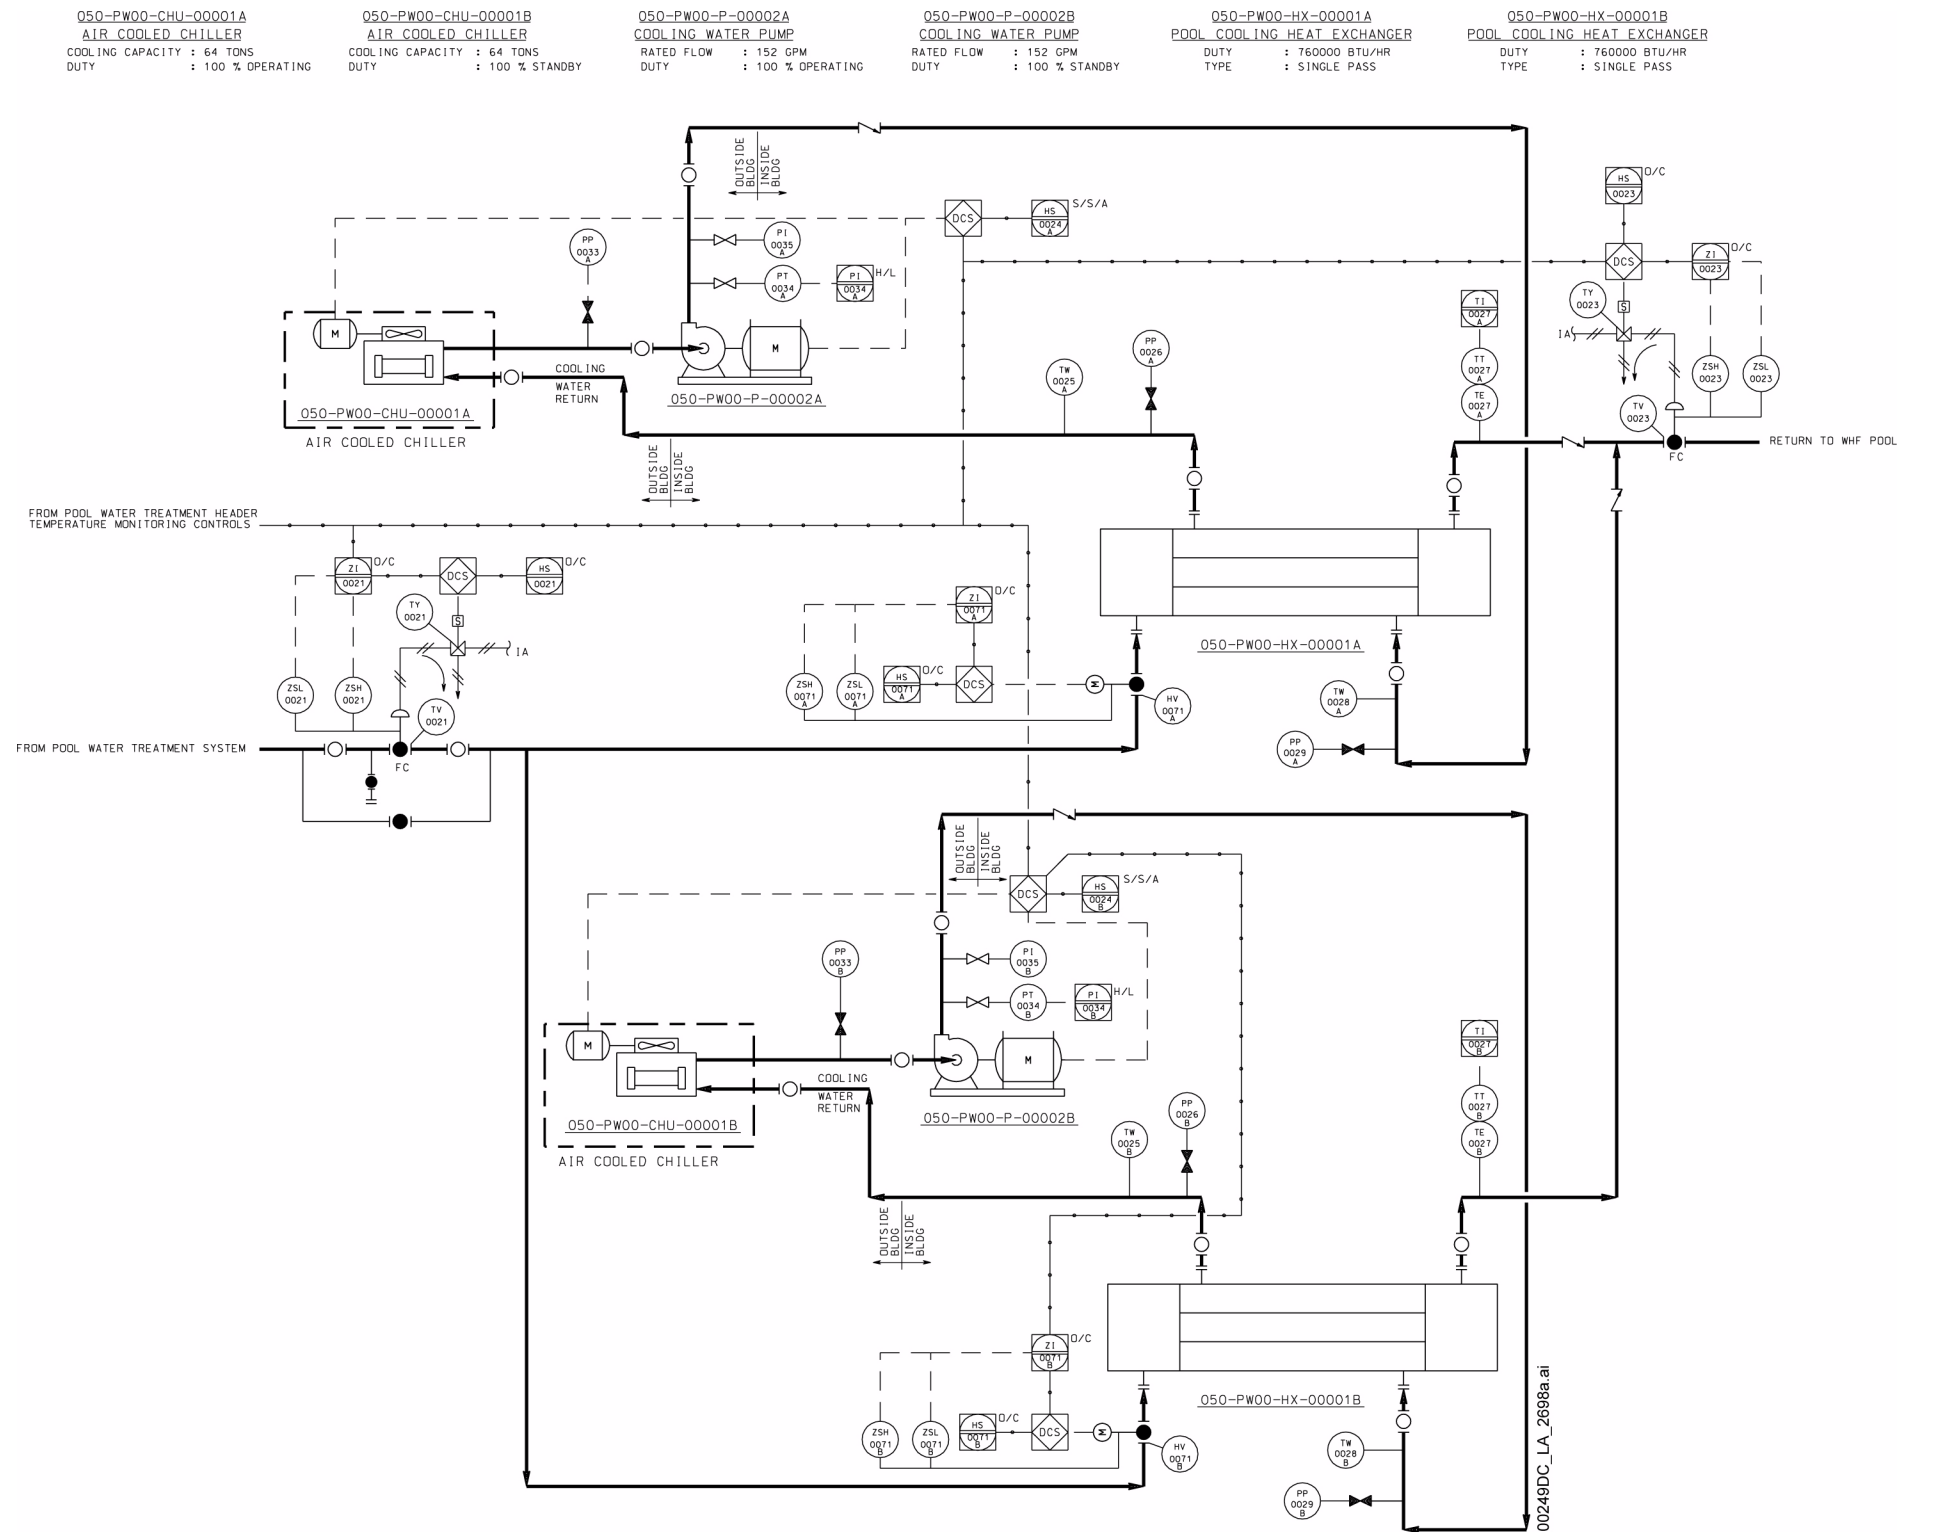 050-PW00-CHU-00001A
AIR COOLED CHILLER
COOLING CAPACITY : 64 TONS
DUTY : 100 % OPERATING
050-PW00-CHU-00001B
AIR COOLED CHILLER
COOLING CAPACITY : 64 TONS
DUTY : 100 % STANDBY
050-PW00-P-00002A
COOLING WATER PUMP
RATED FLOW : 152 GPM
DUTY : 100 % OPERATING
050-PW00-P-00002B
COOLING WATER PUMP
RATED FLOW : 152 GPM
DUTY : 100 % STANDBY
050-PW00-HX-00001A
POOL COOLING HEAT EXCHANGER
DUTY : 760000 BTU/HR
TYPE : SINGLE PASS
050-PW00-HX-00001B
POOL COOLING HEAT EXCHANGER
DUTY : 760000 BTU/HR
TYPE : SINGLE PASS
OUTSIDE
BLDG
INSIDE
BLDG
HS
0023
O/C
DCS
HS
0024
A
S/S/A
PP
0033
A
PI
0035
A
PT
0034
A
PI
0034
A
H/L
DCS
ZI
0023
O/C
TY
0023
S
IA
TI
0027
A
TT
0027
A
TE
0027
A
ZSH
0023
ZSL
0023
TV
0023
FC
RETURN TO WHF POOL
M
M
COOLING
WATER
RETURN
050-PW00-CHU-00001A
AIR COOLED CHILLER
050-PW00-P-00002A
TW
0025
A
PP
0026
A
OUTSIDE
BLDG
INSIDE
BLDG
FROM POOL WATER TREATMENT HEADER
TEMPERATURE MONITORING CONTROLS
ZI
0021
O/C
DCS
HS
0021
O/C
TY
0021
S
IA
ZSL
0021
ZSH
0021
TV
0021
FROM POOL WATER TREATMENT SYSTEM
FC
ZI
0071
A
O/C
ZSH
0071
A
ZSL
0071
A
HS
0071
A
O/C
DCS
M
HV
0071
A
050-PW00-HX-00001A
TW
0028
A
PP
0029
A
OUTSIDE
BLDG
INSIDE
BLDG
DCS
HS
0024
B
S/S/A
PP
0033
B
PI
0035
B
PT
0034
B
PI
0034
B
H/L
M
M
COOLING
WATER
RETURN
050-PW00-CHU-00001B
AIR COOLED CHILLER
050-PW00-P-00002B
TW
0025
B
PP
0026
B
TI
0027
B
TT
0027
B
TE
0027
B
OUTSIDE
BLDG
INSIDE
BLDG
ZI
0071
B
O/C
ZSH
0071
B
ZSL
0071
B
HS
0071
B
O/C
DCS
M
HV
0071
B
050-PW00-HX-00001B
TW
0028
B
PP
0029
B
00249DC_LA_2698a.ai